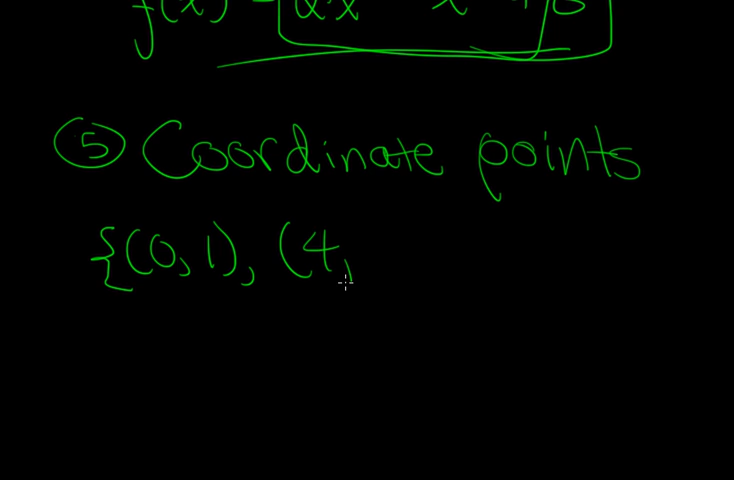 f(x)
⑤ Coordinate points
{(0,1), (4,